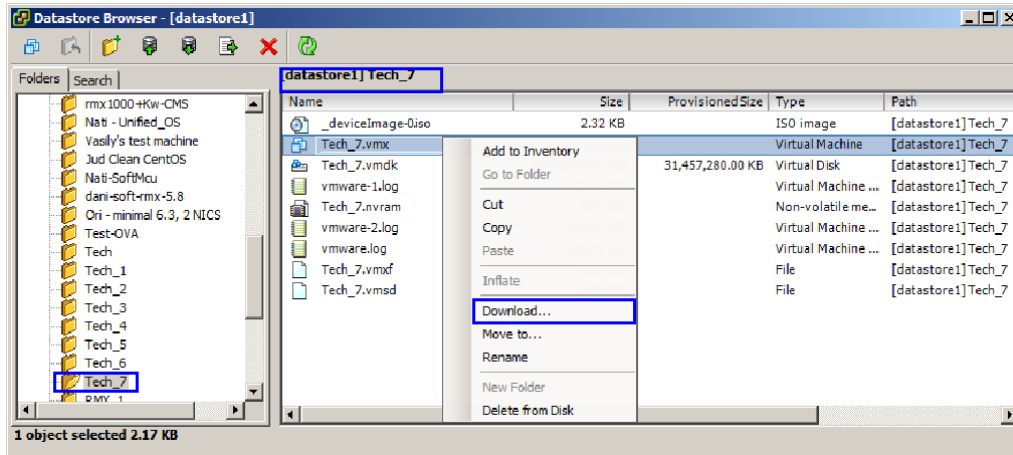 Datastore Browser - [datastore1]
Folders Search
[datastore1] Tech_7
rmx1000+Kw-CMS
Nati - Unified_OS
Vasily's test machine
Jud Clean CentOS
Nati-SoftMcu
dani-soft-rmx-5.8
Ori - minimal 6.3, 2 NICS
Test-OVA
Tech
Tech_1
Tech_2
Tech_3
Tech_4
Tech_5
Tech_6
Tech_7
RMX_1
Name Size Provisioned Size Type Path
_deviceImage-0.iso 2.32 KB ISO image [datastore1] Tech_7
Tech_7.vmx Virtual Machine [datastore1] Tech_7
Tech_7.vmdk 31,457,280.00 KB Virtual Disk [datastore1] Tech_7
vmware-1.log Virtual Machine ... [datastore1] Tech_7
Tech_7.nvram Non-volatile me... [datastore1] Tech_7
vmware-2.log Virtual Machine ... [datastore1] Tech_7
vmware.log Virtual Machine ... [datastore1] Tech_7
Tech_7.vmxf File [datastore1] Tech_7
Tech_7.vmsd File [datastore1] Tech_7
Add to Inventory
Go to Folder
Cut
Copy
Paste
Inflate
Download...
Move to...
Rename
New Folder
Delete from Disk
1 object selected 2.17 KB